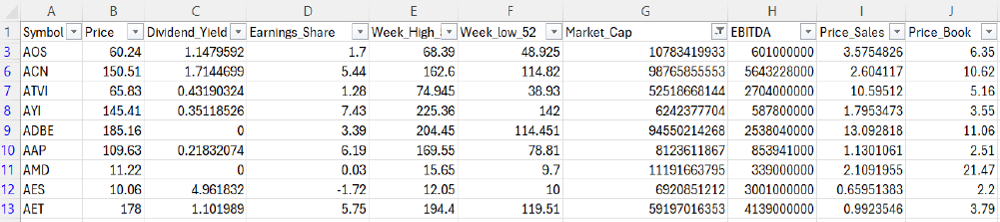 A B C D E F G H I J
1 Symbol Price Dividend_Yield Earnings_Share Week_High_ Week_low_52 Market_Cap EBITDA Price_Sales Price_Book
3 AOS 60.24 1.1479592 1.7 68.39 48.925 10783419933 601000000 3.5754826 6.35
6 ACN 150.51 1.7144699 5.44 162.6 114.82 98765855553 5643228000 2.604117 10.62
7 ATVI 65.83 0.43190324 1.28 74.945 38.93 52518668144 2704000000 10.59512 5.16
8 AYI 145.41 0.35118526 7.43 225.36 142 6242377704 587800000 1.7953473 3.55
9 ADBE 185.16 0 3.39 204.45 114.451 94550214268 2538040000 13.092818 11.06
10 AAP 109.63 0.21832074 6.19 169.55 78.81 8123611867 853941000 1.1301061 2.51
11 AMD 11.22 0 0.03 15.65 9.7 11191663795 339000000 2.1091955 21.47
12 AES 10.06 4.961832 -1.72 12.05 10 6920851212 3001000000 0.65951383 2.2
13 AET 178 1.101989 5.75 194.4 119.51 59197016353 4139000000 0.9923546 3.79